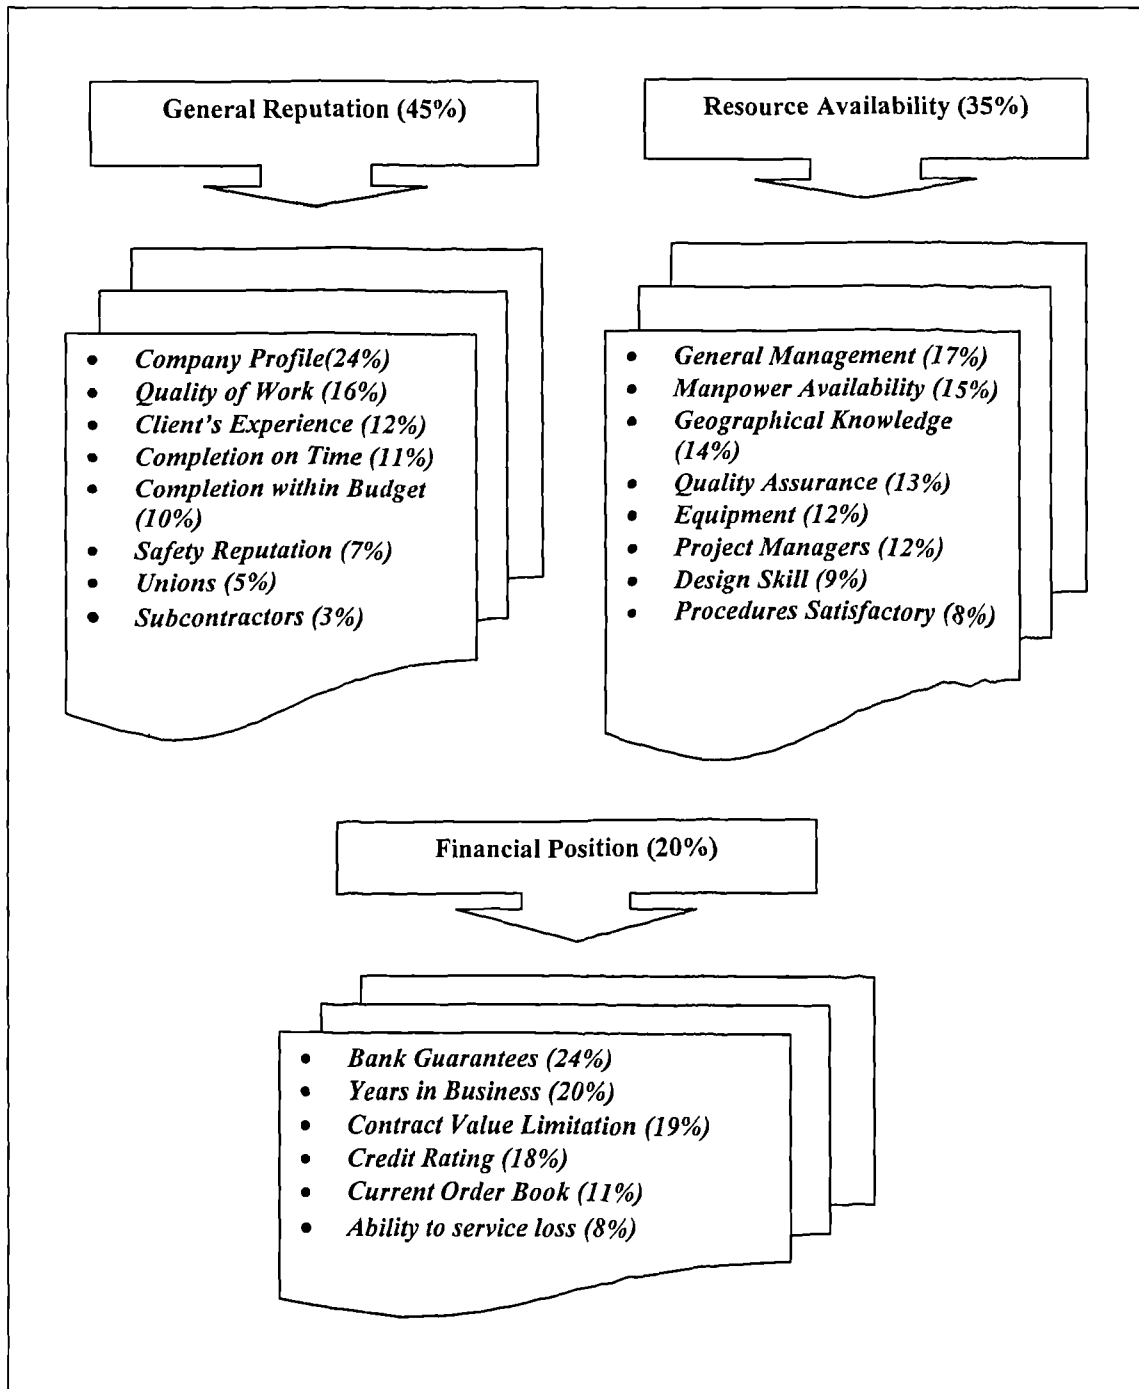 General Reputation (45%)
• Company Profile(24%)
• Quality of Work (16%)
• Client's Experience (12%)
• Completion on Time (11%)
• Completion within Budget
(10%)
• Safety Reputation (7%)
• Unions (5%)
• Subcontractors (3%)
Resource Availability (35%)
• General Management (17%)
• Manpower Availability (15%)
• Geographical Knowledge
(14%)
• Quality Assurance (13%)
• Equipment (12%)
• Project Managers (12%)
• Design Skill (9%)
• Procedures Satisfactory (8%)
Financial Position (20%)
• Bank Guarantees (24%)
• Years in Business (20%)
• Contract Value Limitation (19%)
• Credit Rating (18%)
• Current Order Book (11%)
• Ability to service loss (8%)